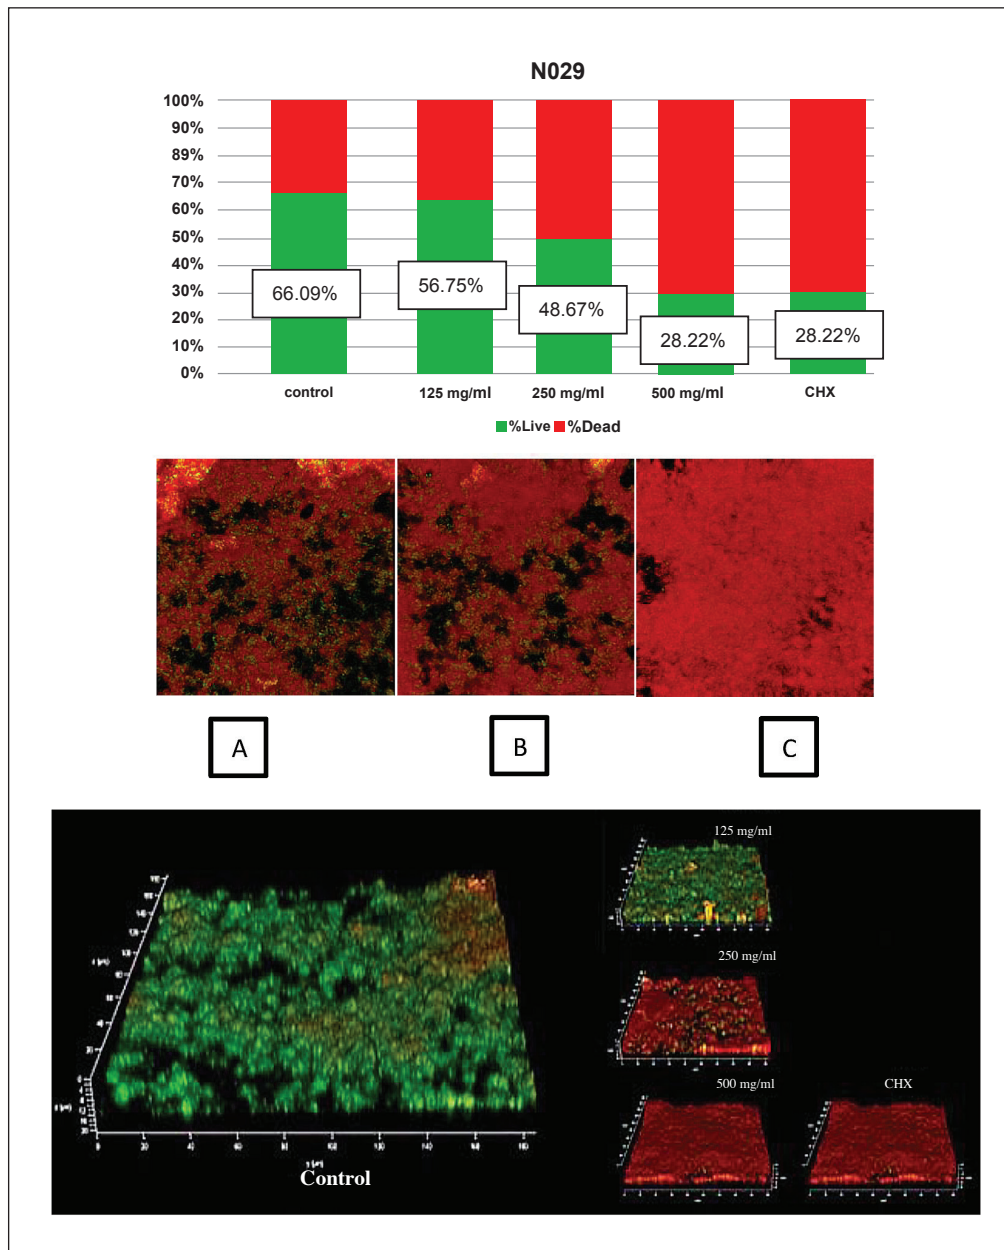 N029
100%
90%
89%
70%
60%
50%
40%
30%
20%
10%
0%
66.09%
56.75%
48.67%
28.22%
28.22%
control
125 mg/ml
250 mg/ml
500 mg/ml
CHX
%Live
%Dead
A
B
C
125 mg/ml
250 mg/ml
500 mg/ml
CHX
Control